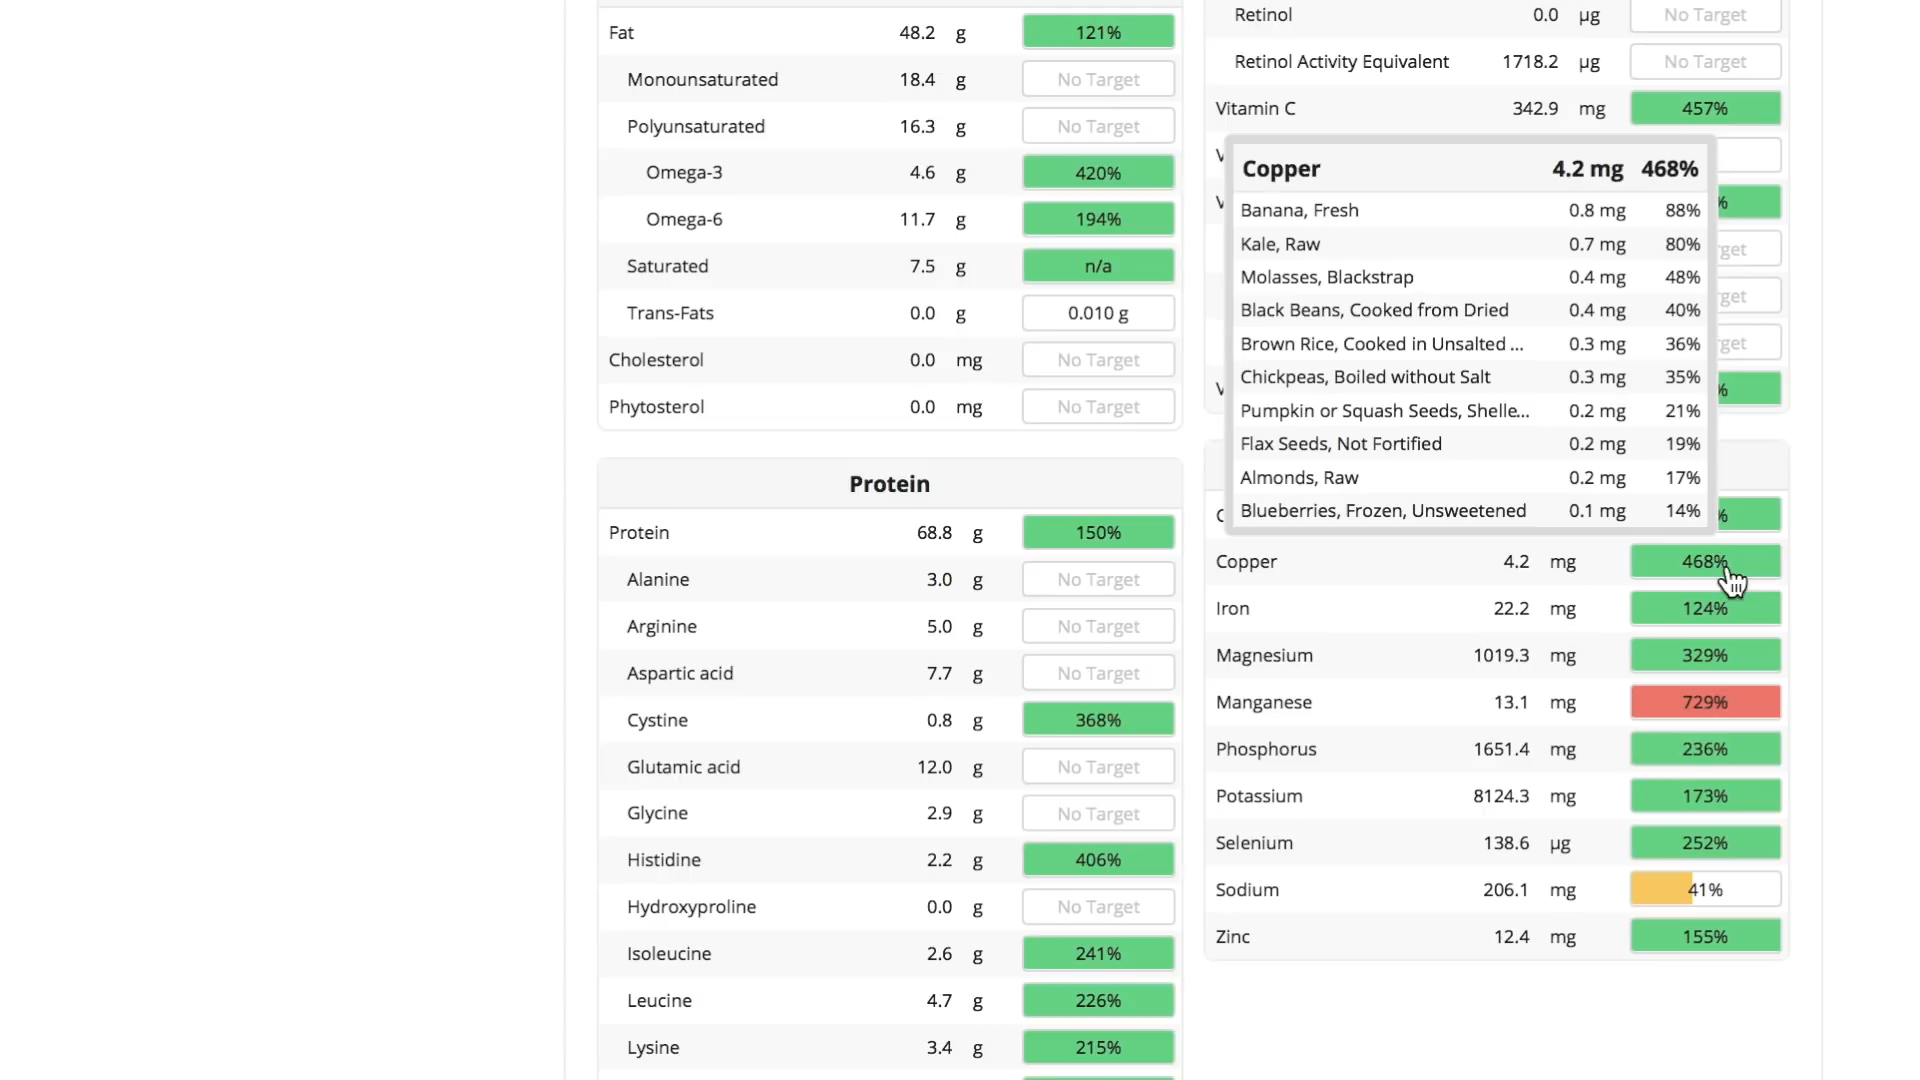 Fat 48.2 g 121%
Monounsaturated 18.4 g No Target
Polyunsaturated 16.3 g No Target
Omega-3 4.6 g 420%
Omega-6 11.7 g 194%
Saturated 7.5 g n/a
Trans-Fats 0.0 g 0.010 g
Cholesterol 0.0 mg No Target
Phytosterol 0.0 mg No Target
Protein
Protein 68.8 g 150%
Alanine 3.0 g No Target
Arginine 5.0 g No Target
Aspartic acid 7.7 g No Target
Cystine 0.8 g 368%
Glutamic acid 12.0 g No Target
Glycine 2.9 g No Target
Histidine 2.2 g 406%
Hydroxyproline 0.0 g No Target
Isoleucine 2.6 g 241%
Leucine 4.7 g 226%
Lysine 3.4 g 215%
Retinol 0.0 µg No Target
Retinol Activity Equivalent 1718.2 µg No Target
Vitamin C 342.9 mg 457%
Copper 4.2 mg 468%
Banana, Fresh 0.8 mg 88%
Kale, Raw 0.7 mg 80%
Molasses, Blackstrap 0.4 mg 48%
Black Beans, Cooked from Dried 0.4 mg 40%
Brown Rice, Cooked in Unsalted ... 0.3 mg 36%
Chickpeas, Boiled without Salt 0.3 mg 35%
Pumpkin or Squash Seeds, Shelle... 0.2 mg 21%
Flax Seeds, Not Fortified 0.2 mg 19%
Almonds, Raw 0.2 mg 17%
Blueberries, Frozen, Unsweetened 0.1 mg 14%
Copper 4.2 mg 468%
Iron 22.2 mg 124%
Magnesium 1019.3 mg 329%
Manganese 13.1 mg 729%
Phosphorus 1651.4 mg 236%
Potassium 8124.3 mg 173%
Selenium 138.6 µg 252%
Sodium 206.1 mg 41%
Zinc 12.4 mg 155%